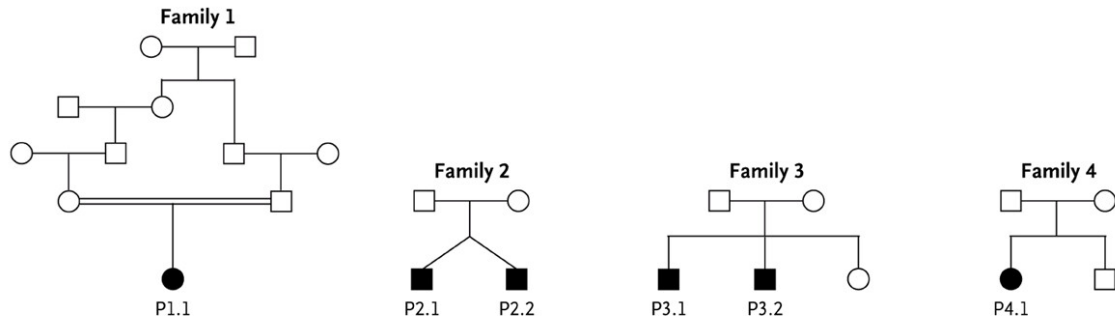 Family 1
Family 2
Family 3
Family 4
P1.1
P2.1
P2.2
P3.1
P3.2
P4.1